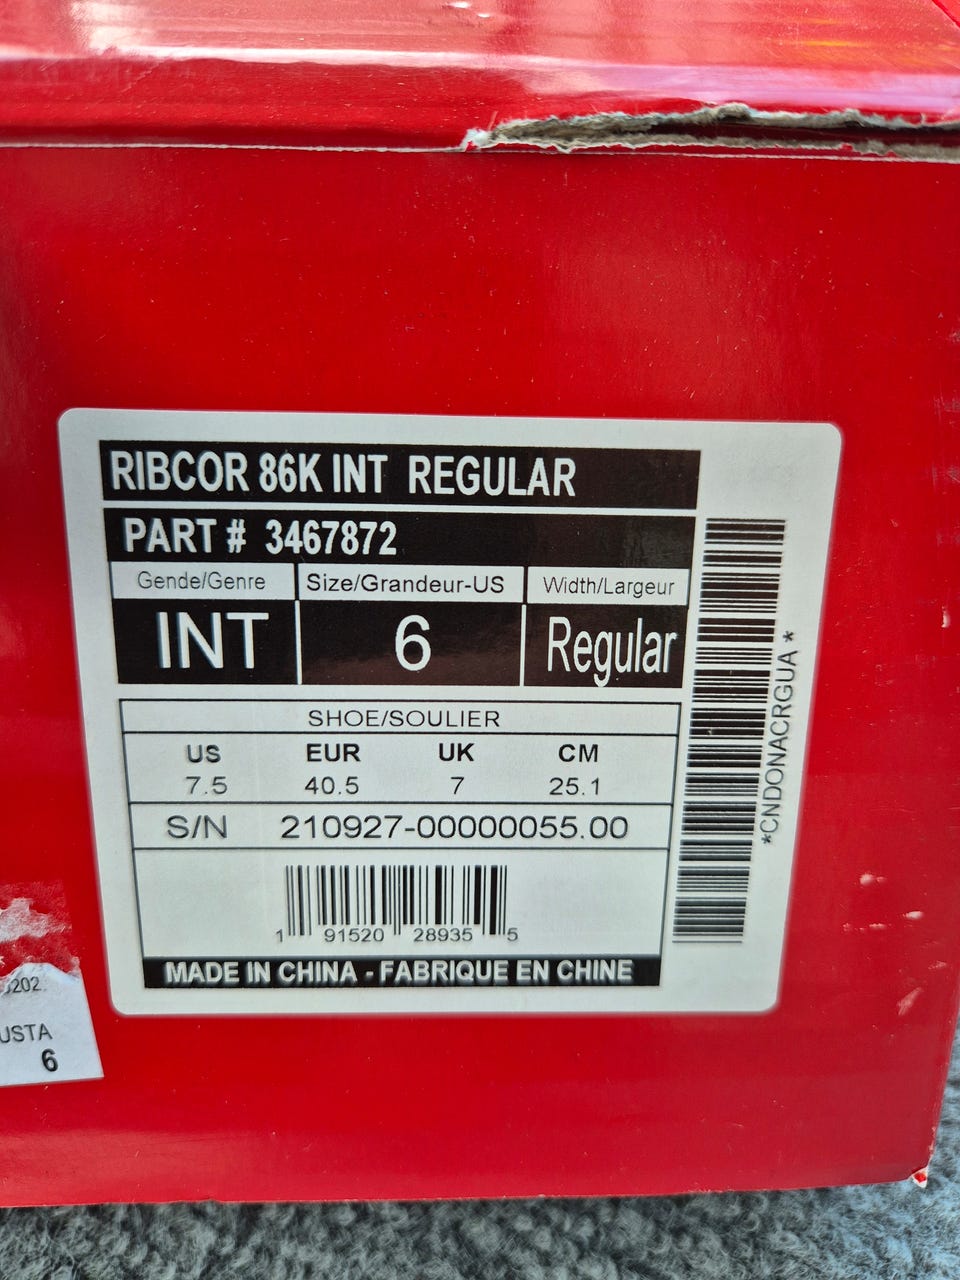 RIBCOR 86K INT REGULAR
PART # 3467872
Gende/Genre Size/Grandeur-US Width/Largeur
INT 6 Regular
SHOE/SOULIER
US EUR UK CM
7.5 40.5 7 25.1
S/N 210927-00000055.00
1 91520 28935 5
MADE IN CHINA - FABRIQUE EN CHINE
*CNDONACRGUA*
202
USTA
6